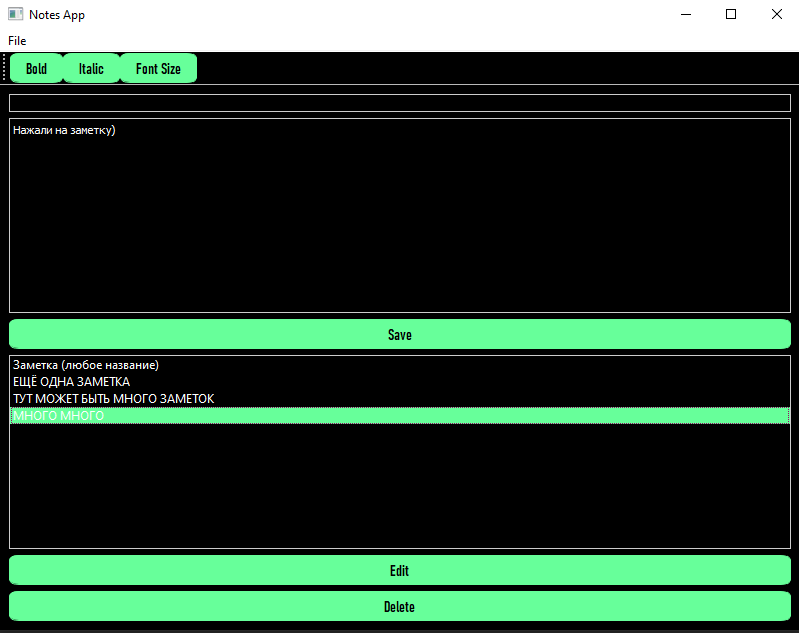 Notes App
File
Bold Italic Font Size
Нажали на заметку)
Save
Заметка (любое название)
ЕЩЁ ОДНА ЗАМЕТКА
ТУТ МОЖЕТ БЫТЬ МНОГО ЗАМЕТОК
МНОГО МНОГО
Edit
Delete